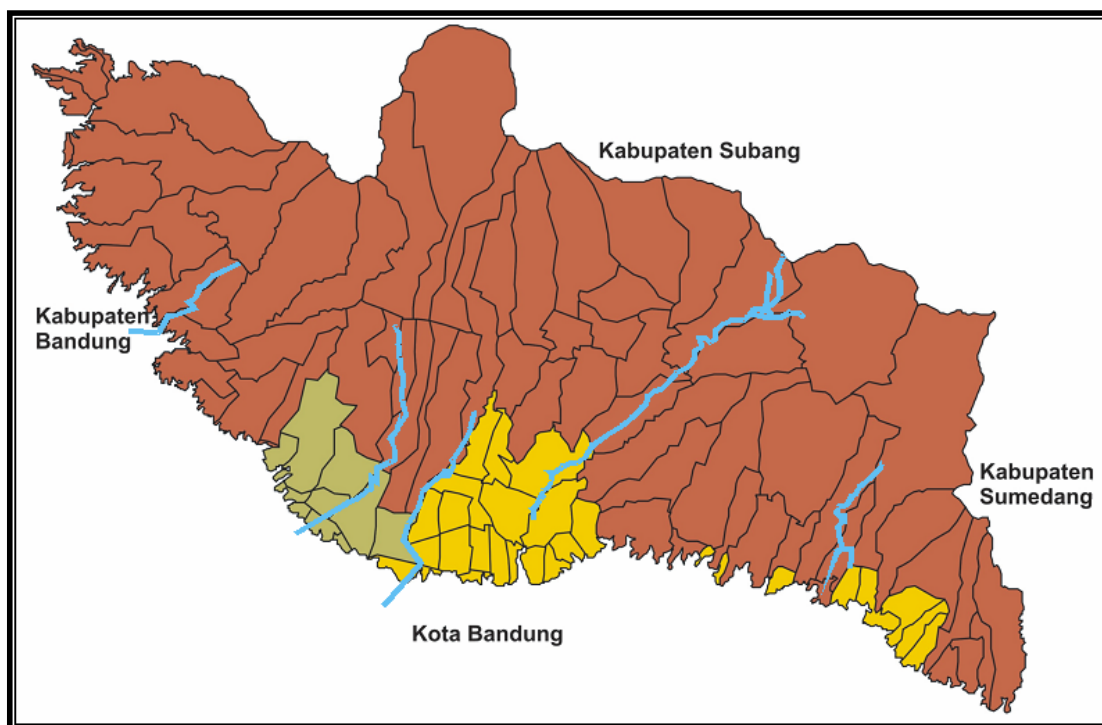 Kabupaten Subang
Kabupaten
Bandung
Kabupaten
Sumedang
Kota Bandung